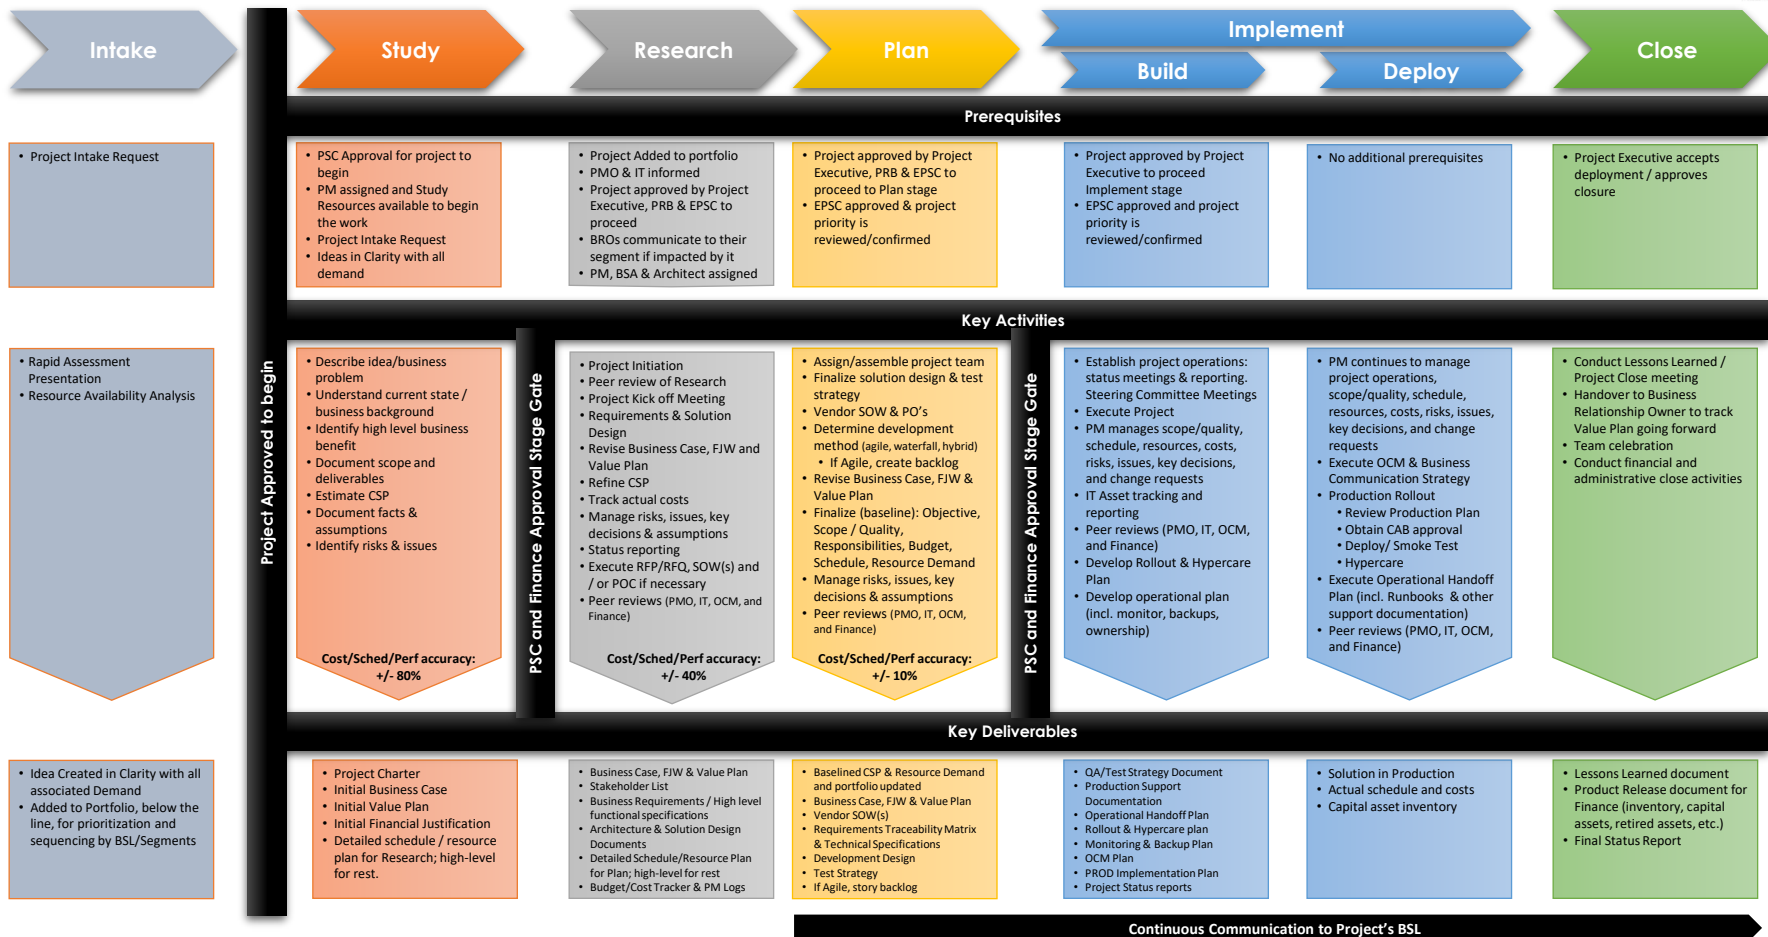 Intake
Study
Research
Plan
Implement
Build
Deploy
Close
Prerequisites
• Project Intake Request
• PSC Approval for project to
begin
• PM assigned and Study
Resources available to begin
the work
• Project Intake Request
• Ideas in Clarity with all
demand
• Project Added to portfolio
• PMO & IT informed
• Project approved by Project
Executive, PRB & EPSC to
proceed
• BROs communicate to their
segment if impacted by it
• PM, BSA & Architect assigned
• Project approved by Project
Executive, PRB & EPSC to
proceed to Plan stage
• EPSC approved & project
priority is
reviewed/confirmed
• Project approved by Project
Executive to proceed
Implement stage
• EPSC approved and project
priority is
reviewed/confirmed
• No additional prerequisites
• Project Executive accepts
deployment / approves
closure
Project Approved to begin
Key Activities
• Rapid Assessment
Presentation
• Resource Availability Analysis
• Describe idea/business
problem
• Understand current state /
business background
• Identify high level business
benefit
• Document scope and
deliverables
• Estimate CSP
• Document facts &
assumptions
• Identify risks & issues
Cost/Sched/Perf accuracy:
+/- 80%
PSC and Finance Approval Stage Gate
• Project Initiation
• Peer review of Research
• Project Kick off Meeting
• Requirements & Solution
Design
• Revise Business Case, FJW and
Value Plan
• Refine CSP
• Track actual costs
• Manage risks, issues, key
decisions & assumptions
• Status reporting
• Execute RFP/RFQ, SOW(s) and
/ or POC if necessary
• Peer reviews (PMO, IT, OCM, and
Finance)
Cost/Sched/Perf accuracy:
+/- 40%
• Assign/assemble project team
• Finalize solution design & test
strategy
• Vendor SOW & PO's
• Determine development
method (agile, waterfall, hybrid)
• If Agile, create backlog
• Revise Business Case, FJW &
Value Plan
• Finalize (baseline): Objective,
Scope / Quality,
Responsibilities, Budget,
Schedule, Resource Demand
• Manage risks, issues, key
decisions & assumptions
• Peer reviews (PMO, IT, OCM,
and Finance)
Cost/Sched/Perf accuracy:
+/- 10%
PSC and Finance Approval Stage Gate
• Establish project operations:
status meetings & reporting.
Steering Committee Meetings
• Execute Project
• PM manages scope/quality,
schedule, resources, costs,
risks, issues, key decisions,
and change requests
• IT Asset tracking and
reporting
• Peer reviews (PMO, IT, OCM,
and Finance)
• Develop Rollout & Hypercare
Plan
• Develop operational plan
(incl. monitor, backups,
ownership)
• PM continues to manage
project operations,
scope/quality, schedule,
resources, costs, risks, issues,
key decisions, and change
requests
• Execute OCM & Business
Communication Strategy
• Production Rollout
• Review Production Plan
• Obtain CAB approval
• Deploy/ Smoke Test
• Hypercare
• Execute Operational Handoff
Plan (incl. Runbooks & other
support documentation)
• Peer reviews (PMO, IT, OCM,
and Finance)
• Conduct Lessons Learned /
Project Close meeting
• Handover to Business
Relationship Owner to track
Value Plan going forward
• Team celebration
• Conduct financial and
administrative close activities
Key Deliverables
• Idea Created in Clarity with all
associated Demand
• Added to Portfolio, below the
line, for prioritization and
sequencing by BSL/Segments
• Project Charter
• Initial Business Case
• Initial Value Plan
• Initial Financial Justification
• Detailed schedule / resource
plan for Research; high-level
for rest.
• Business Case, FJW & Value Plan
• Stakeholder List
• Business Requirements / High level
functional specifications
• Architecture & Solution Design
Documents
• Detailed Schedule/Resource Plan
for Plan; high-level for rest
• Budget/Cost Tracker & PM Logs
• Baselined CSP & Resource Demand
and portfolio updated
• Business Case, FJW & Value Plan
• Vendor SOW(s)
• Requirements Traceability Matrix
& Technical Specifications
• Development Design
• Test Strategy
• If Agile, story backlog
• QA/Test Strategy Document
• Production Support
Documentation
• Operational Handoff Plan
• Rollout & Hypercare plan
• Monitoring & Backup Plan
• OCM Plan
• PROD Implementation Plan
• Project Status reports
• Solution in Production
• Actual schedule and costs
• Capital asset inventory
• Lessons Learned document
• Product Release document for
Finance (inventory, capital
assets, retired assets, etc.)
• Final Status Report
Continuous Communication to Project's BSL